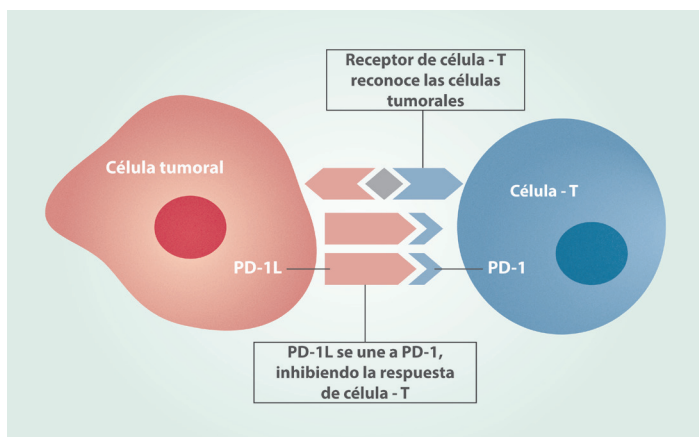 Receptor de célula - T
reconoce las células
tumorales
Célula tumoral
Célula - T
PD-1L
PD-1
PD-1L se une a PD-1,
inhibiendo la respuesta
de célula - T